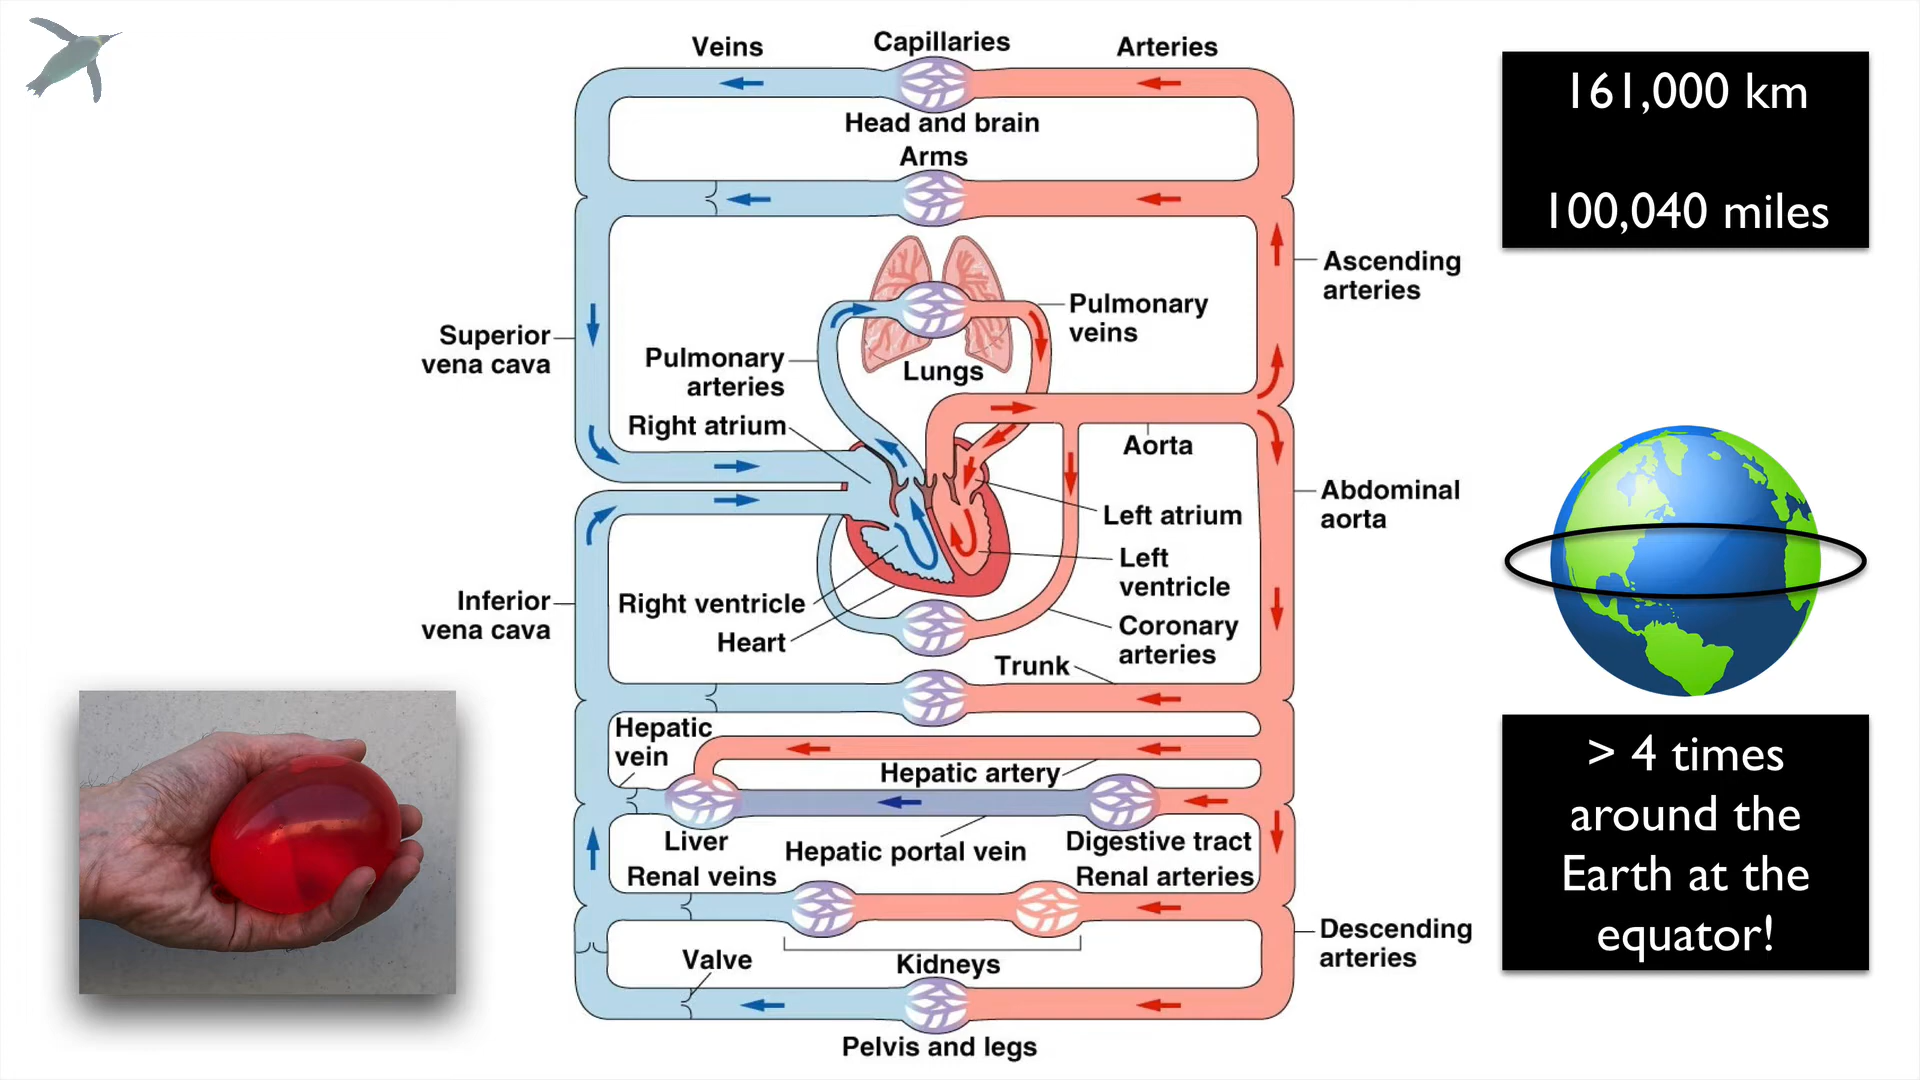 Veins
Capillaries
Arteries
Head and brain
Arms
Ascending
arteries
Pulmonary
veins
Superior
vena cava
Pulmonary
arteries
Lungs
Right atrium
Aorta
Abdominal
aorta
Left atrium
Left
ventricle
Inferior
vena cava
Right ventricle
Heart
Coronary
arteries
Trunk
Hepatic
vein
Hepatic artery
Liver
Hepatic portal vein
Digestive tract
Renal veins
Renal arteries
Descending
arteries
Valve
Kidneys
Pelvis and legs
161,000 km
100,040 miles
> 4 times
around the
Earth at the
equator!